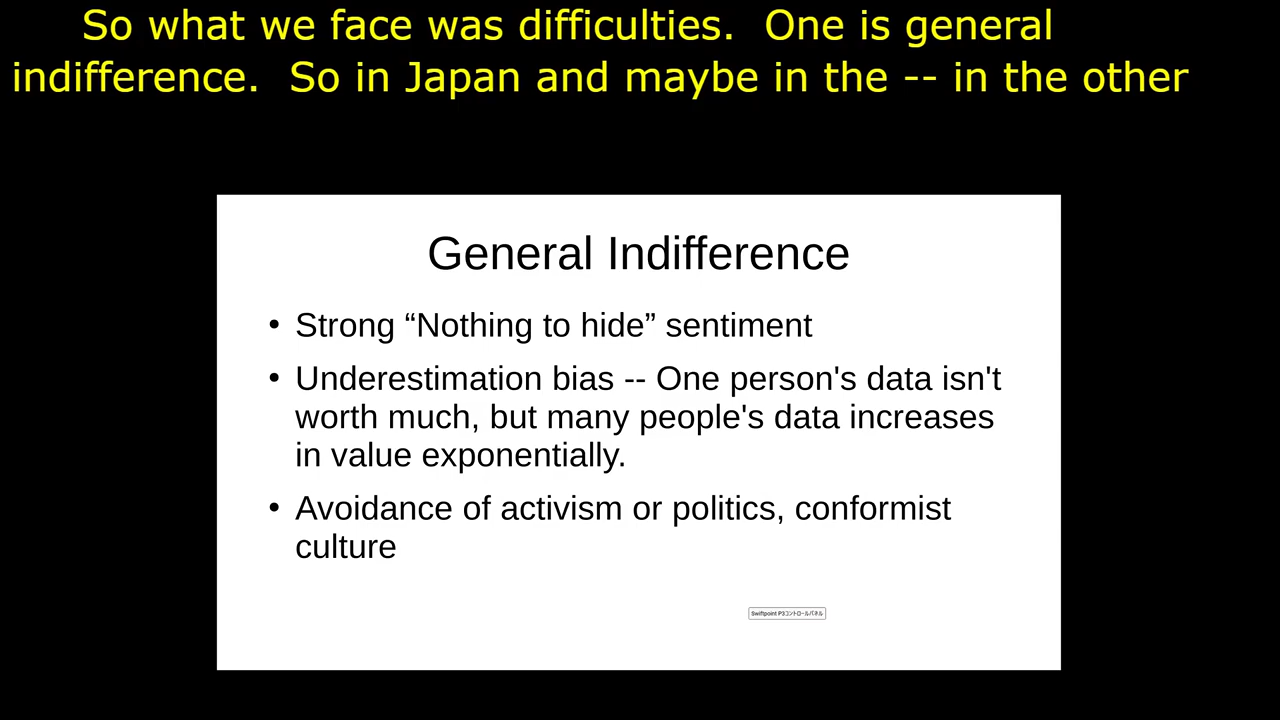 So what we face was difficulties.  One is general
indifference.  So in Japan and maybe in the -- in the other
General Indifference
• Strong “Nothing to hide” sentiment
• Underestimation bias -- One person's data isn't
worth much, but many people's data increases
in value exponentially.
• Avoidance of activism or politics, conformist
culture
Swiftpoint P3コントロールパネル